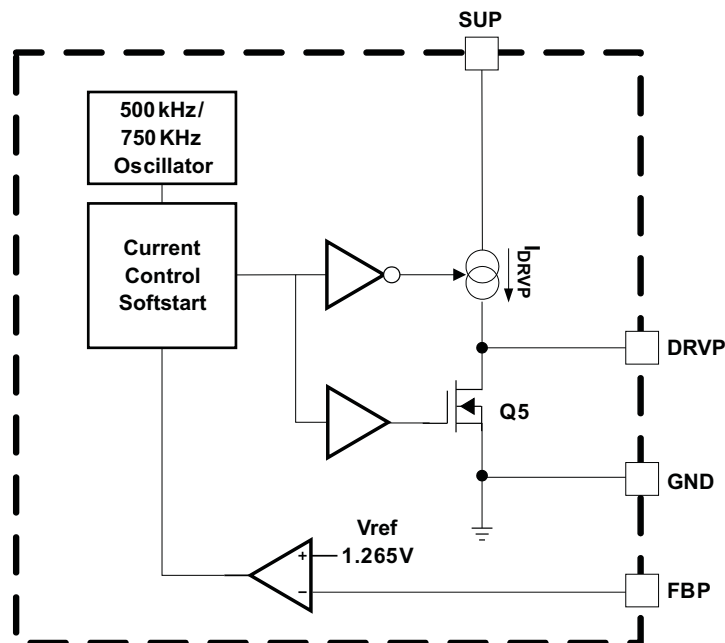 SUP
500 kHz/
750 KHz
Oscillator
Current
Control
Softstart
IDRVP
DRVP
Q5
GND
Vref
+ 1.265V
−
FBP